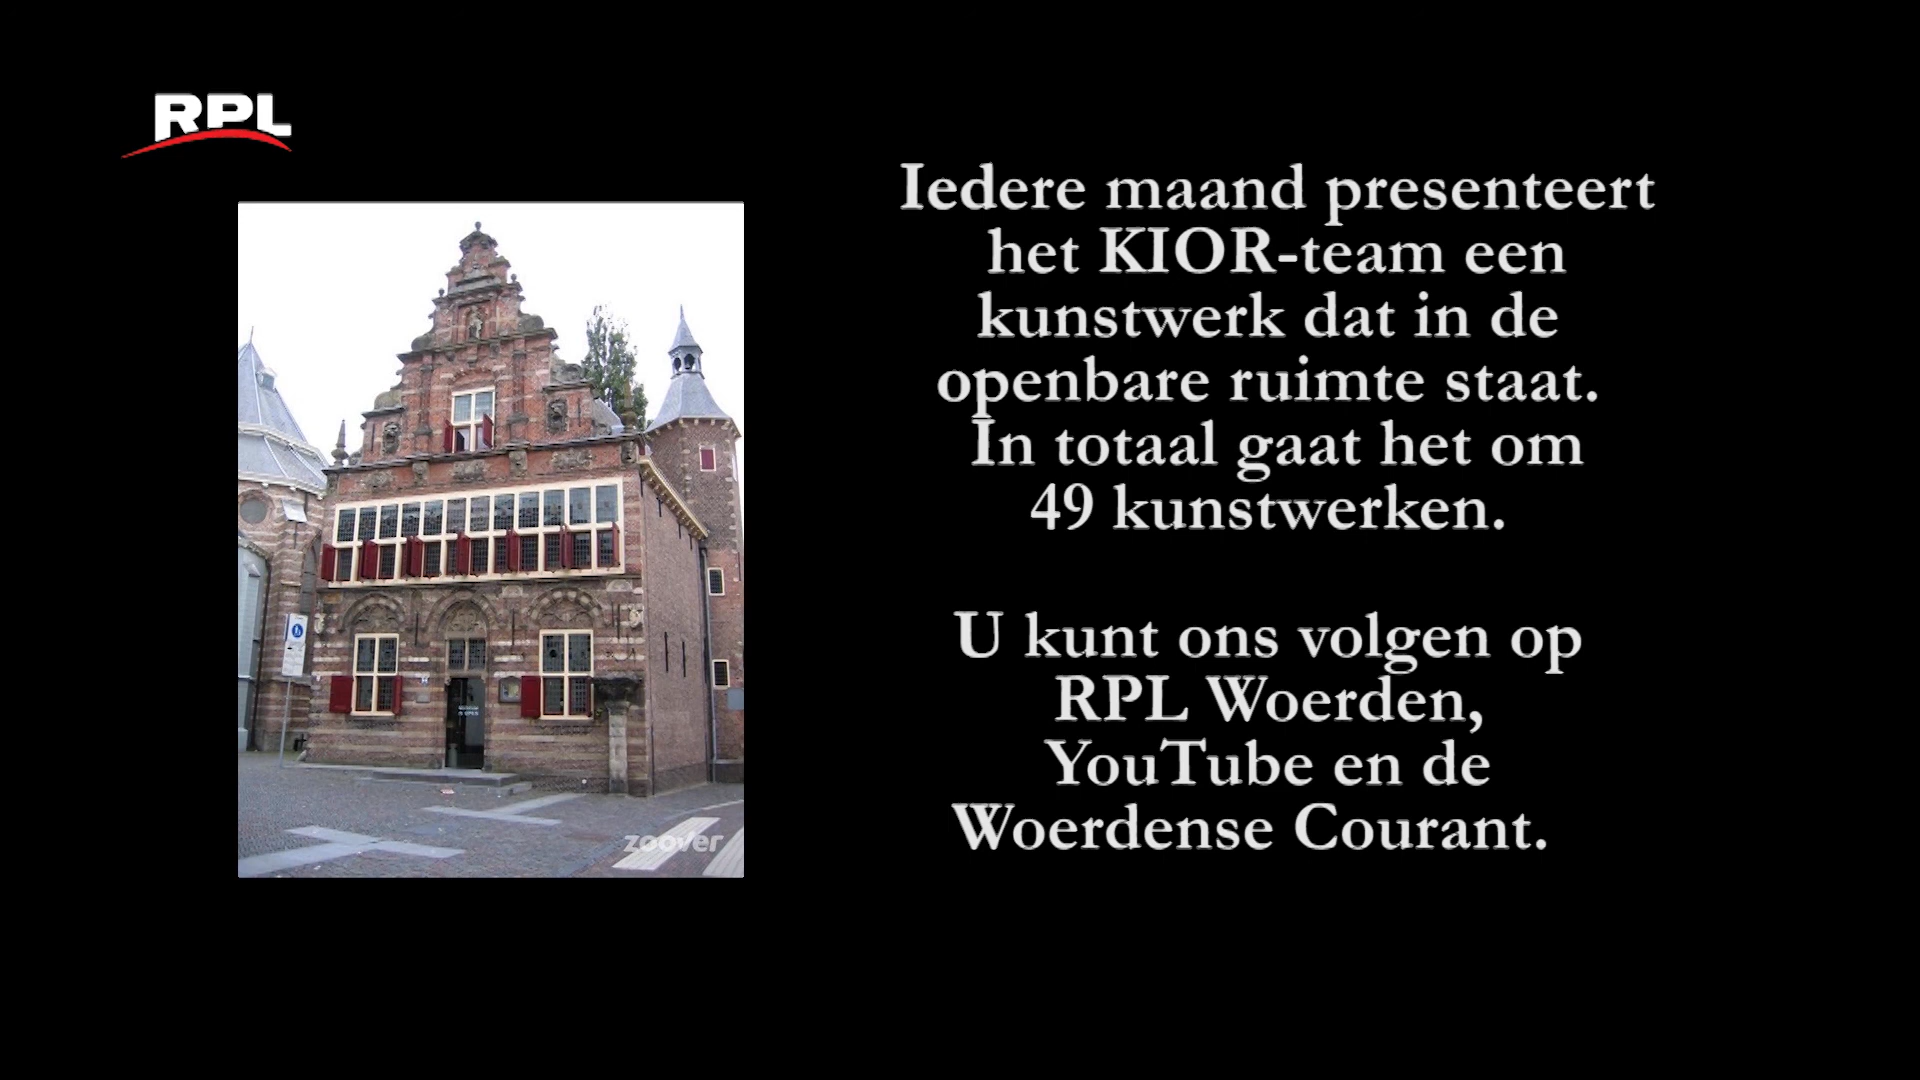 RPL
Iedere maand presenteert
het KIOR-team een
kunstwerk dat in de
openbare ruimte staat.
In totaal gaat het om
49 kunstwerken.
U kunt ons volgen op
RPL Woerden,
YouTube en de
Woerdense Courant.
zoover